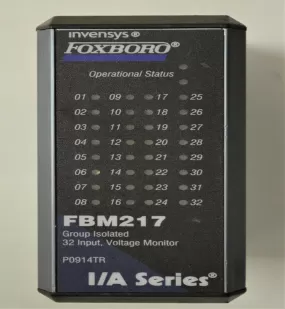 invensys
FOXBORO®
Operational Status
01 09 17 25
02 10 18 26
03 11 19 27
04 12 20 28
05 13 21 29
06 14 22 30
07 15 23 31
08 16 24 32
FBM217
Group Isolated
32 Input, Voltage Monitor
P0914TR
I/A Series®